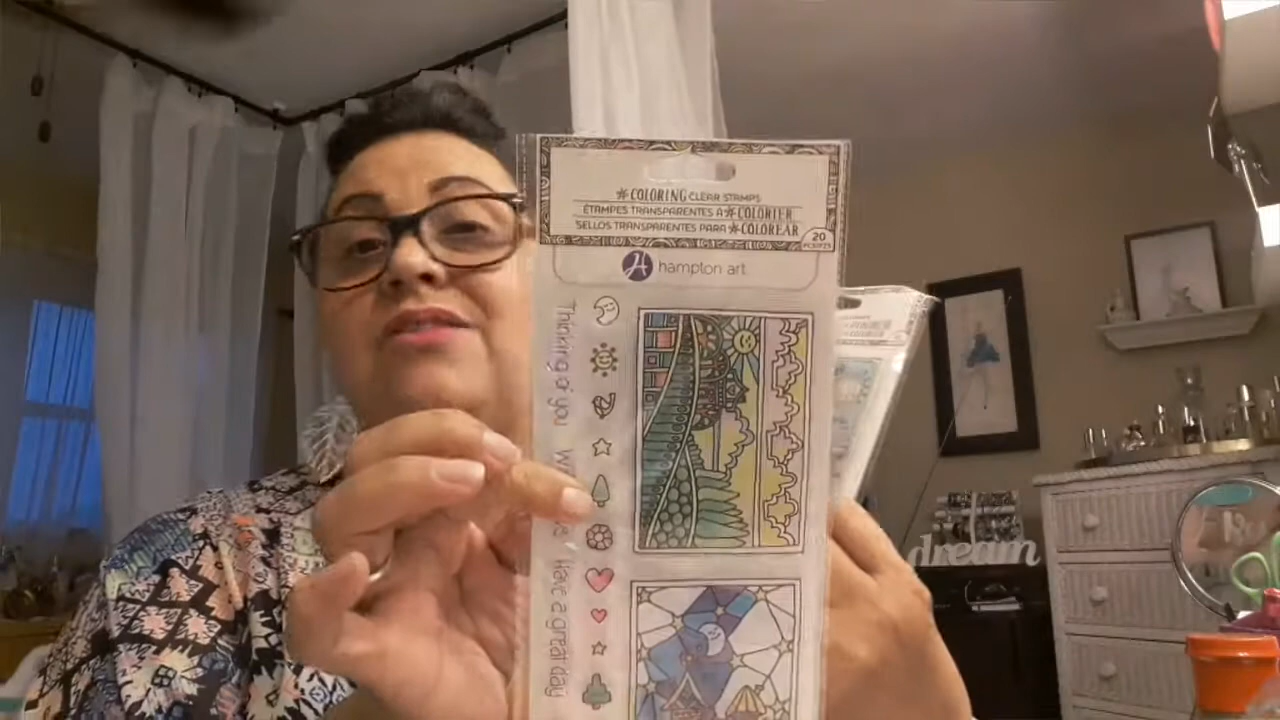 #COLORING CLEAR STAMPS
ÉTAMPES TRANSPARENTES A #COLORIER
SELLOS TRANSPARENTES PARA #COLOREAR
20
hampton art
Thinking of you
Have a great day
dream